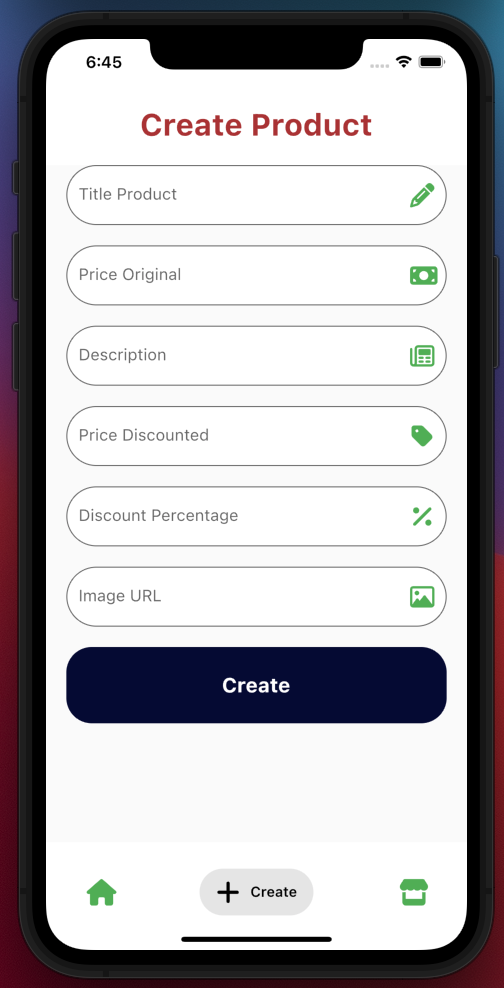 6:45
Create Product
Title Product
Price Original
Description
Price Discounted
Discount Percentage
Image URL
Create
Create